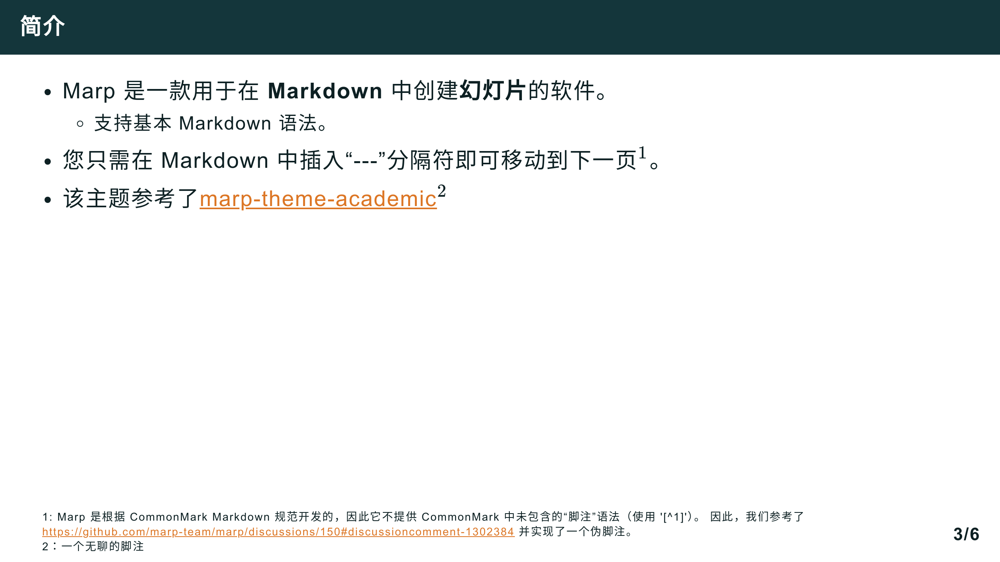 简介
• Marp 是一款用于在 Markdown 中创建幻灯片的软件。
◦ 支持基本 Markdown 语法。
• 您只需在 Markdown 中插入“---”分隔符即可移动到下一页¹。
• 该主题参考了marp-theme-academic²
1: Marp 是根据 CommonMark Markdown 规范开发的，因此它不提供 CommonMark 中未包含的“脚注”语法（使用 '[^1]'）。 因此，我们参考了
https://github.com/marp-team/marp/discussions/150#discussioncomment-1302384 并实现了一个伪脚注。
2：一个无聊的脚注
3/6